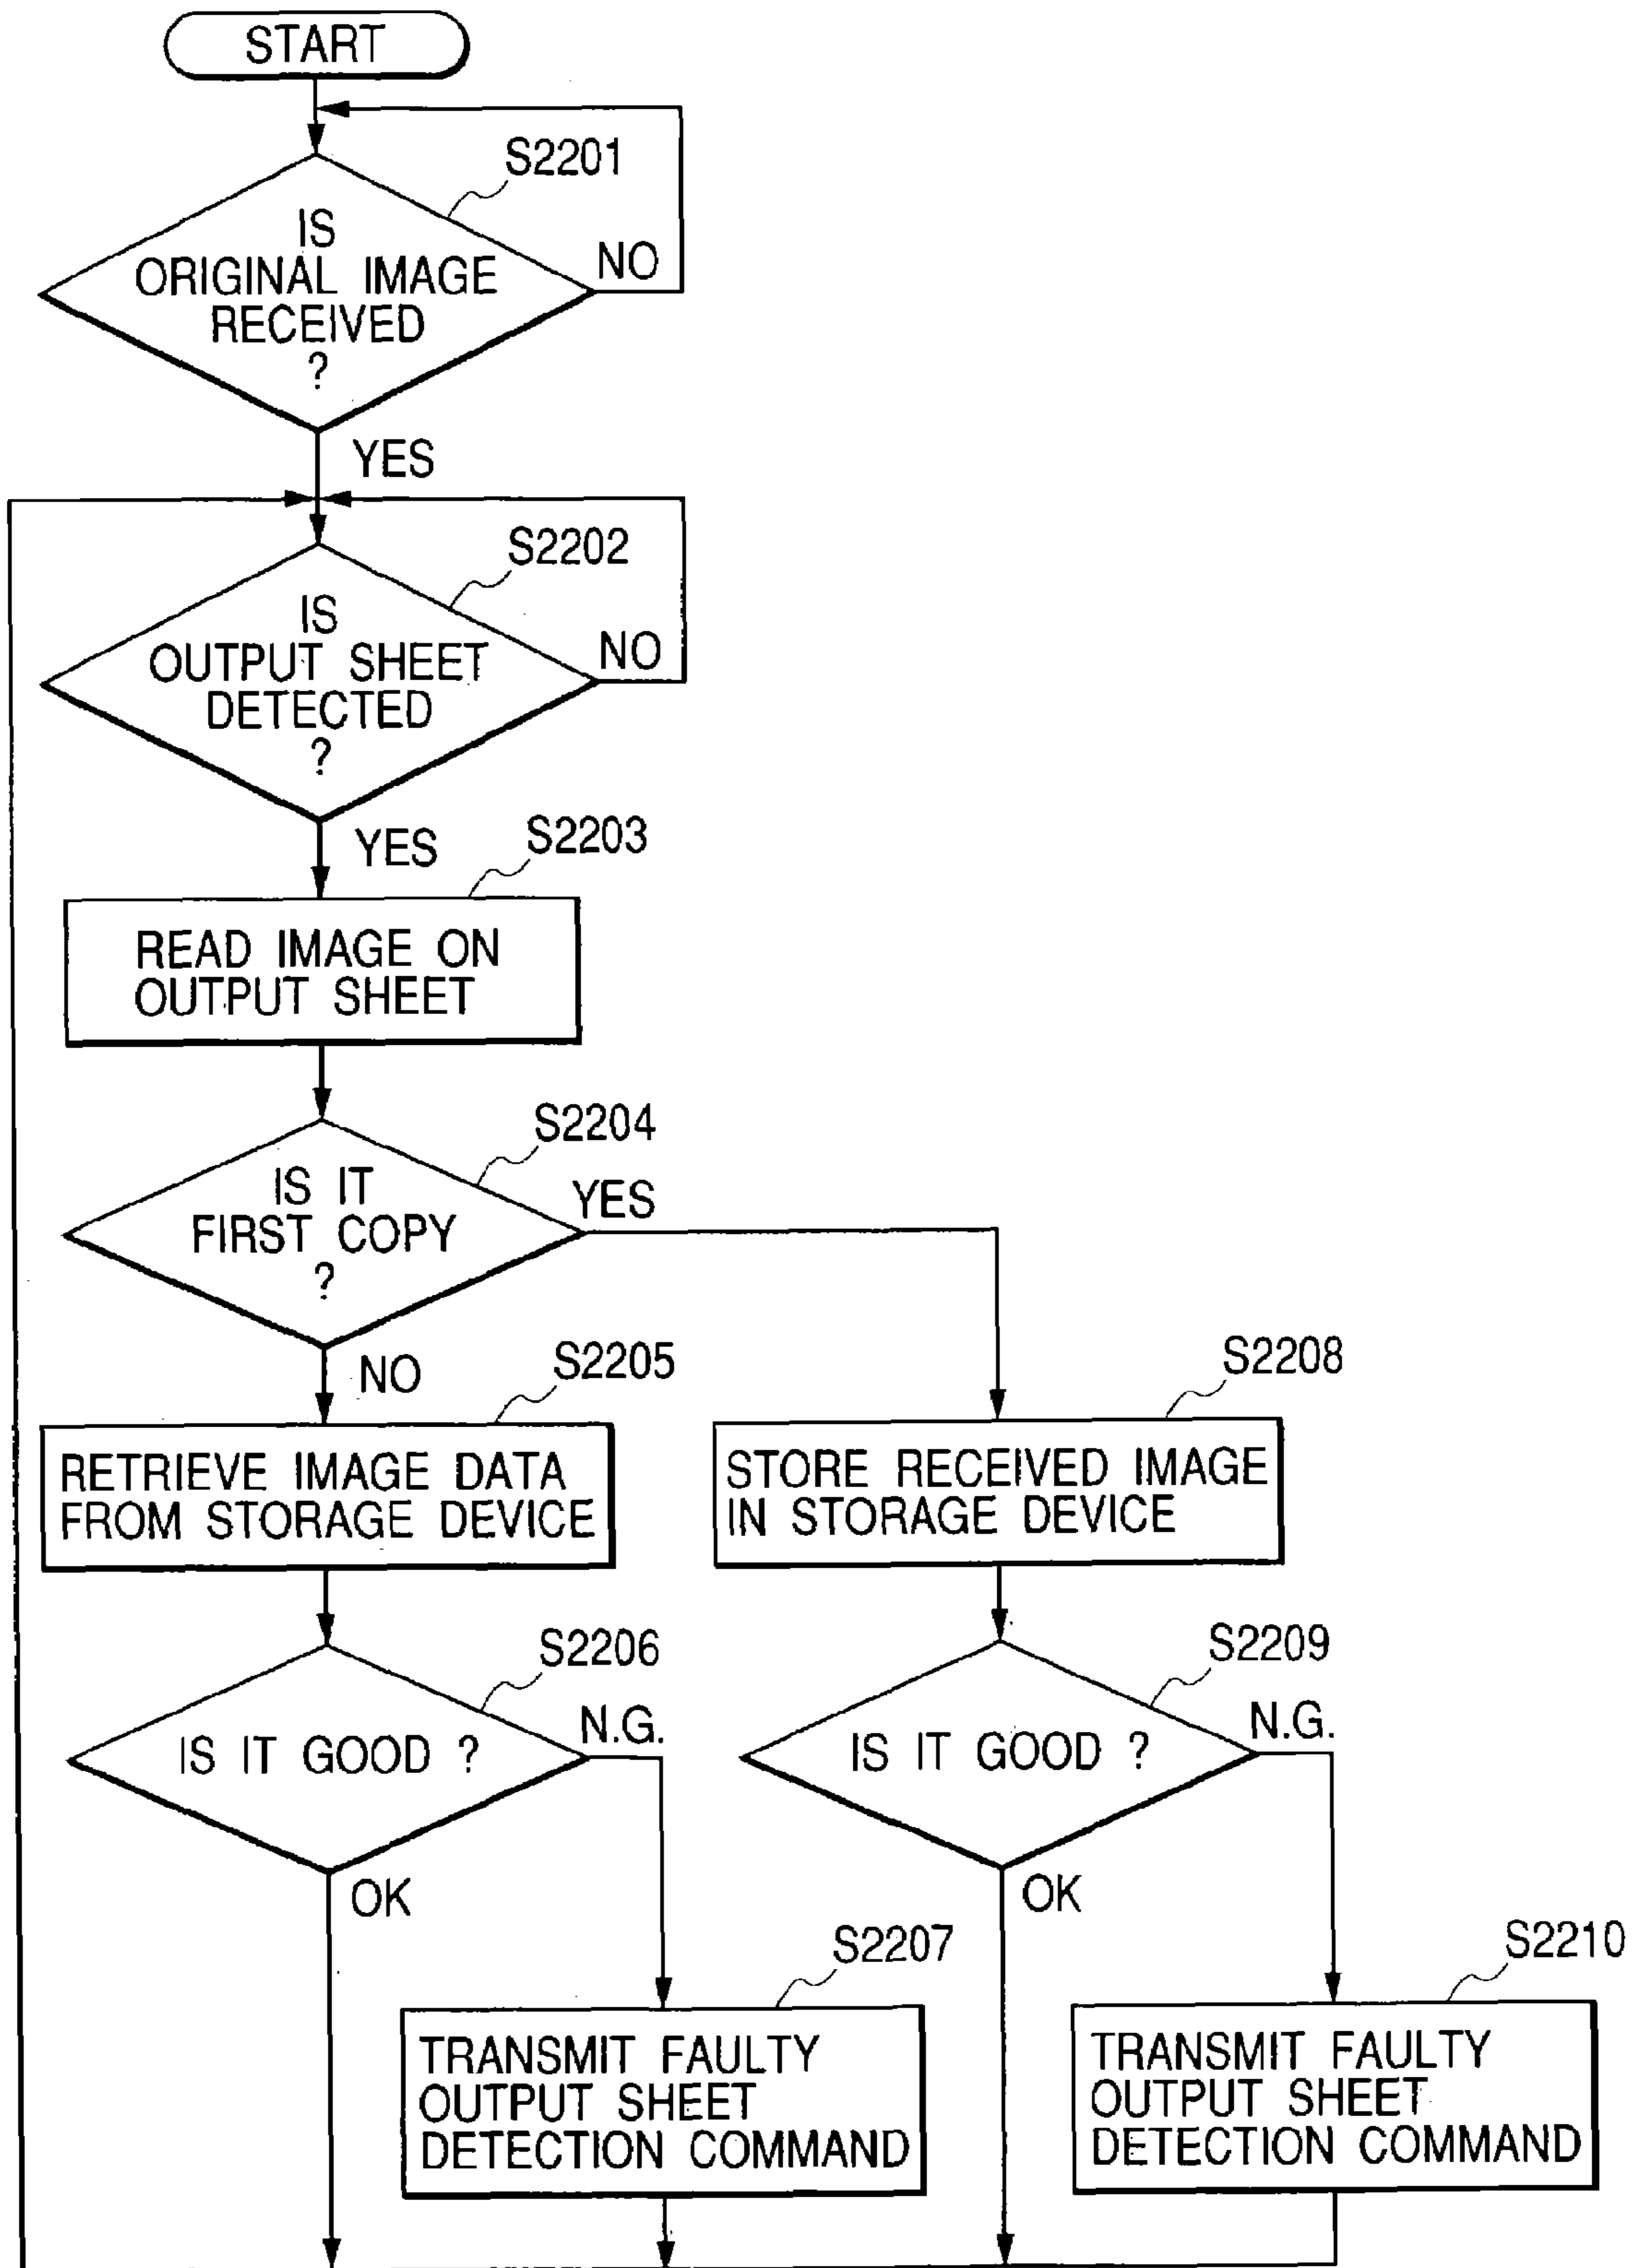 START
S2201
IS
ORIGINAL IMAGE
RECEIVED
?
NO
YES
S2202
IS
OUTPUT SHEET
DETECTED
?
NO
YES
S2203
READ IMAGE ON
OUTPUT SHEET
S2204
IS IT
FIRST COPY
?
YES
NO
S2205
RETRIEVE IMAGE DATA
FROM STORAGE DEVICE
S2208
STORE RECEIVED IMAGE
IN STORAGE DEVICE
S2206
IS IT GOOD ?
N.G.
OK
S2209
IS IT GOOD ?
N.G.
OK
S2207
TRANSMIT FAULTY
OUTPUT SHEET
DETECTION COMMAND
S2210
TRANSMIT FAULTY
OUTPUT SHEET
DETECTION COMMAND